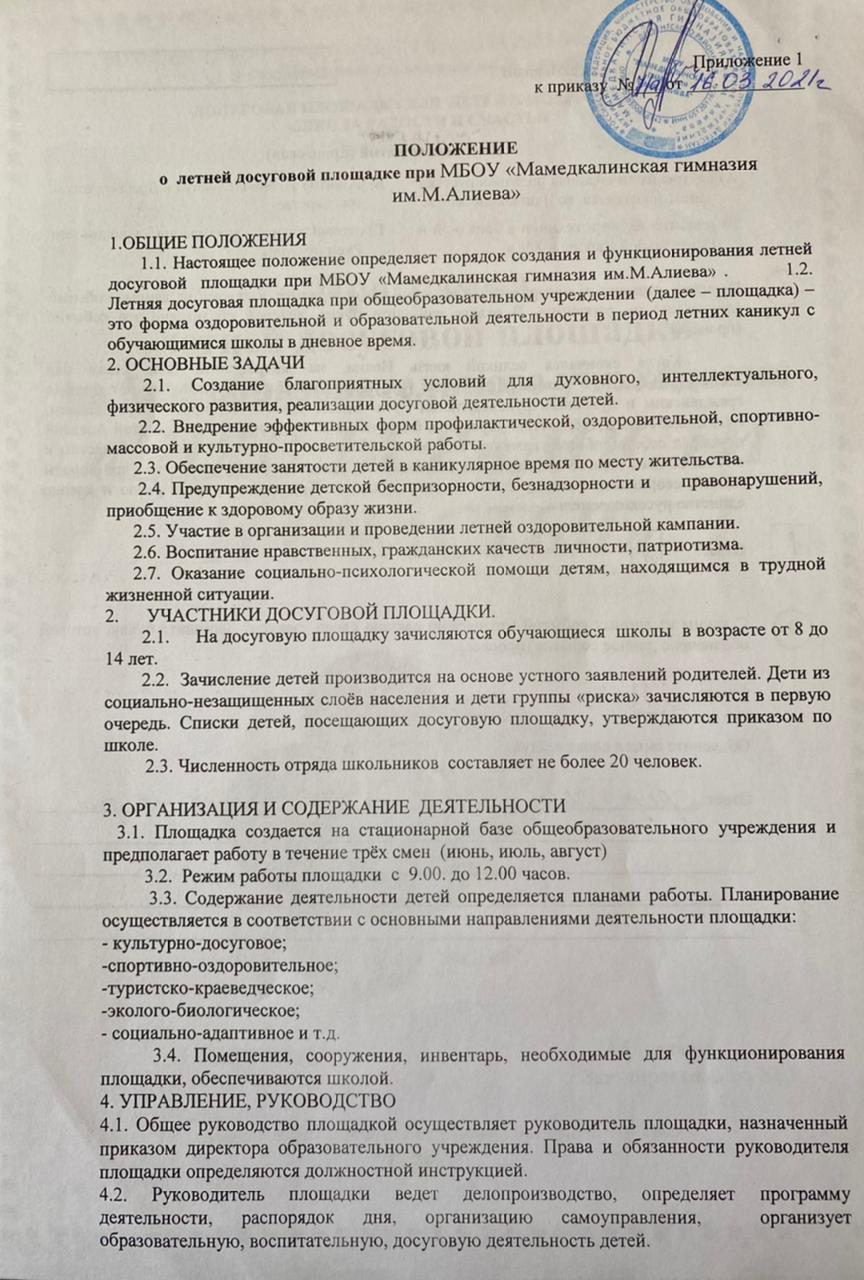 Приложение 1
к приказу № от 16.03.2021г
ПОЛОЖЕНИЕ
о летней досуговой площадке при МБОУ «Мамедкалинская гимназия
им.М.Алиева»
1.ОБЩИЕ ПОЛОЖЕНИЯ
1.1. Настоящее положение определяет порядок создания и функционирования летней
досуговой площадки при МБОУ «Мамедкалинская гимназия им.М.Алиева» . 1.2.
Летняя досуговая площадка при общеобразовательном учреждении (далее – площадка) –
это форма оздоровительной и образовательной деятельности в период летних каникул с
обучающимися школы в дневное время.
2. ОСНОВНЫЕ ЗАДАЧИ
2.1. Создание благоприятных условий для духовного, интеллектуального,
физического развития, реализации досуговой деятельности детей.
2.2. Внедрение эффективных форм профилактической, оздоровительной, спортивно-
массовой и культурно-просветительской работы.
2.3. Обеспечение занятости детей в каникулярное время по месту жительства.
2.4. Предупреждение детской беспризорности, безнадзорности и правонарушений,
приобщение к здоровому образу жизни.
2.5. Участие в организации и проведении летней оздоровительной кампании.
2.6. Воспитание нравственных, гражданских качеств личности, патриотизма.
2.7. Оказание социально-психологической помощи детям, находящимся в трудной
жизненной ситуации.
2. УЧАСТНИКИ ДОСУГОВОЙ ПЛОЩАДКИ.
2.1. На досуговую площадку зачисляются обучающиеся школы в возрасте от 8 до
14 лет.
2.2. Зачисление детей производится на основе устного заявлений родителей. Дети из
социально-незащищенных слоёв населения и дети группы «риска» зачисляются в первую
очередь. Списки детей, посещающих досуговую площадку, утверждаются приказом по
школе.
2.3. Численность отряда школьников составляет не более 20 человек.
3. ОРГАНИЗАЦИЯ И СОДЕРЖАНИЕ ДЕЯТЕЛЬНОСТИ
3.1. Площадка создается на стационарной базе общеобразовательного учреждения и
предполагает работу в течение трёх смен (июнь, июль, август)
3.2. Режим работы площадки с 9.00. до 12.00 часов.
3.3. Содержание деятельности детей определяется планами работы. Планирование
осуществляется в соответствии с основными направлениями деятельности площадки:
- культурно-досуговое;
-спортивно-оздоровительное;
-туристско-краеведческое;
-эколого-биологическое;
- социально-адаптивное и т.д.
3.4. Помещения, сооружения, инвентарь, необходимые для функционирования
площадки, обеспечиваются школой.
4. УПРАВЛЕНИЕ, РУКОВОДСТВО
4.1. Общее руководство площадкой осуществляет руководитель площадки, назначенный
приказом директора образовательного учреждения. Права и обязанности руководителя
площадки определяются должностной инструкцией.
4.2. Руководитель площадки ведет делопроизводство, определяет программу
деятельности, распорядок дня, организацию самоуправления, организует
образовательную, воспитательную, досуговую деятельность детей.